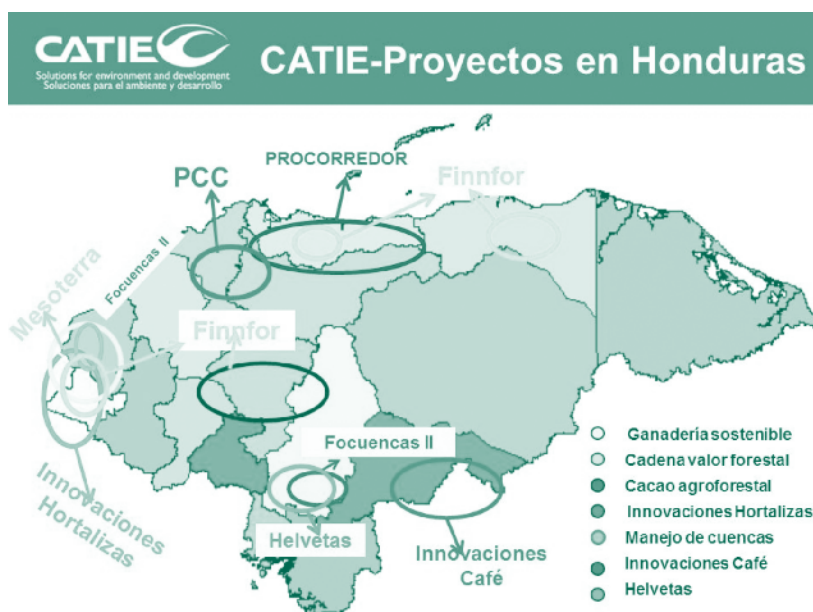 CATIE
Solutions for environment and development
Soluciones para el ambiente y desarrollo
CATIE-Proyectos en Honduras
PROCORREDOR
PCC
Finnfor
Focuencas II
Mesoterra
Finnfor
Focuencas II
Innovaciones
Hortalizas
Helvetas
Innovaciones
Café
Ganadería sostenible
Cadena valor forestal
Cacao agroforestal
Innovaciones Hortalizas
Manejo de cuencas
Innovaciones Café
Helvetas